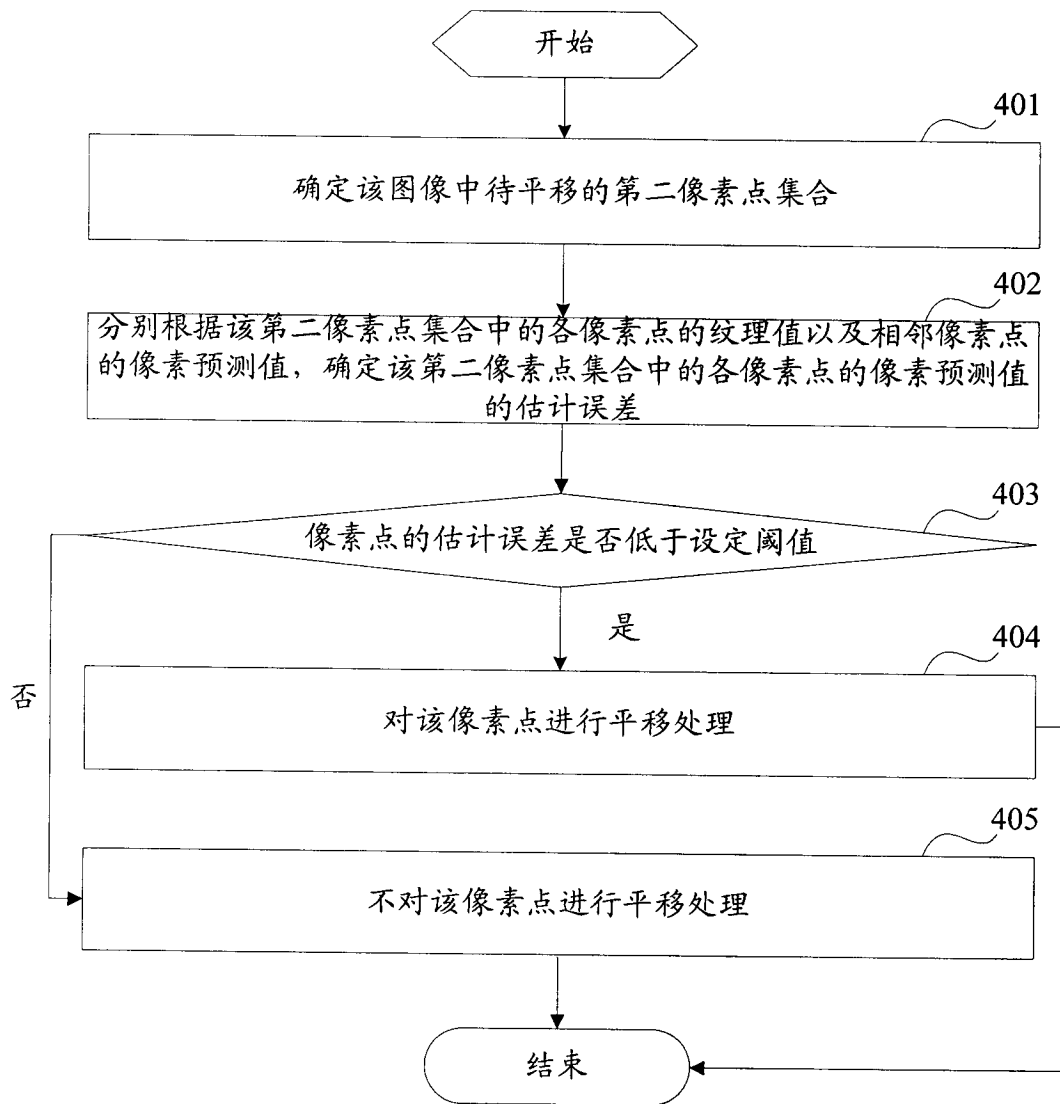 开始
401
确定该图像中待平移的第二像素点集合
402
分别根据该第二像素点集合中的各像素点的纹理值以及相邻像素点
的像素预测值，确定该第二像素点集合中的各像素点的像素预测值
的估计误差
403
像素点的估计误差是否低于设定阈值
是
404
否
对该像素点进行平移处理
405
不对该像素点进行平移处理
结束